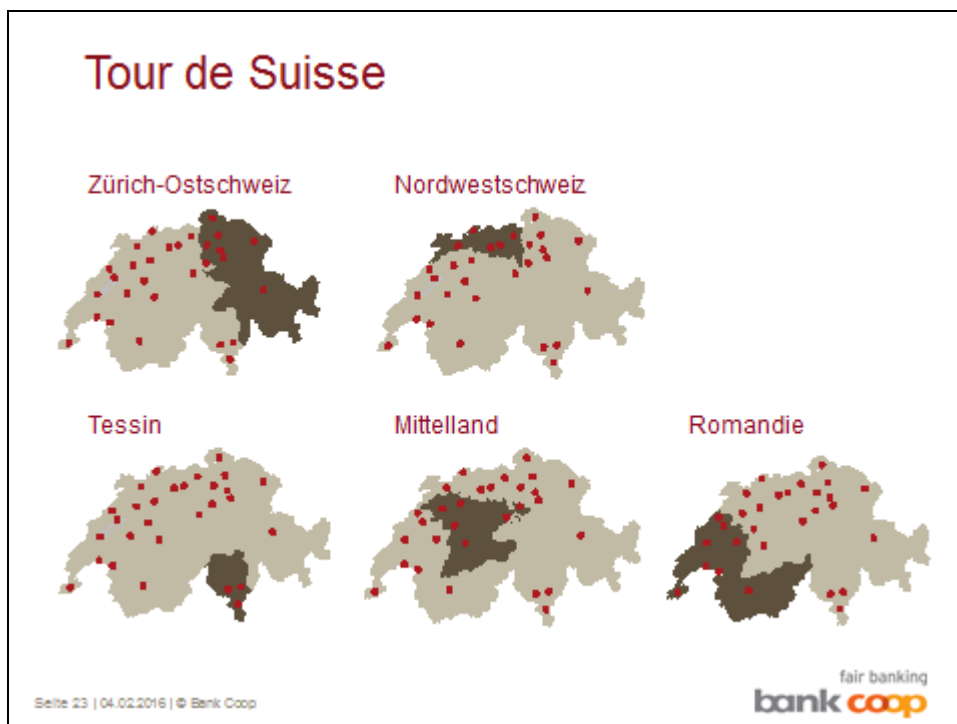 Tour de Suisse
Zürich-Ostschweiz
Nordwestschweiz
Tessin
Mittelland
Romandie
Seite 23 | 04.02.2016 | © Bank Coop
fair banking
bank coop